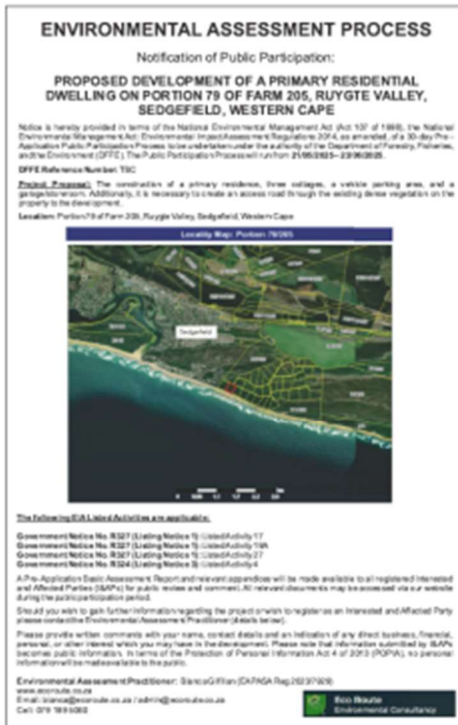 ENVIRONMENTAL ASSESSMENT PROCESS
Notification of Public Participation:
PROPOSED DEVELOPMENT OF A PRIMARY RESIDENTIAL
DWELLING ON PORTION 79 OF FARM 205, RUYGTE VALLEY,
SEDGEFIELD, WESTERN CAPE
Notice is hereby provided in terms of the National Environmental Management Act (Act 107 of 1998), the National
Environmental Management Act: Environmental Impact Assessment Regulations 2014, as amended, of a 30-day Pre-
Application Public Participation Process to be undertaken under the authority of the Department of Forestry, Fisheries,
and the Environment (DFFE). The Public Participation Process will run from
DFFE Reference Number: TBC
Project Proposal: The construction of a primary residence, three cottages, a vehicle parking area, and a
garage/storeroom. Additionally, it is necessary to create an access road through the existing dense vegetation on the
property to the development.
Location: Portion 79 of Farm 205, Ruygte Valley, Sedgefield, Western Cape
Locality Map: Portion 79/205
Sedgefield
The following EIA Listed Activities are applicable:
Government Notice No. R327 (Listing Notice 1): Listed Activity 17
Government Notice No. R327 (Listing Notice 1): Listed Activity 19A
Government Notice No. R327 (Listing Notice 1): Listed Activity 27
Government Notice No. R324 (Listing Notice 3): Listed Activity 4
A Pre-Application Basic Assessment Report and relevant appendices will be made available to all registered Interested
and Affected Parties (I&APs) for public review and comment. All relevant documents may be accessed via our website
during the public participation period.
Should you wish to gain further information regarding the project or wish to register as an Interested and Affected Party
please contact the Environmental Assessment Practitioner (details below).
Please provide written comments with your name, contact details and an indication of any direct business, financial,
personal, or other interest which you may have in the development. Please note that information submitted by I&APs
becomes public information. In terms of the Protection of Personal Information Act 4 of 2013 (POPIA), no personal
information will be made available to the public.
Environmental Assessment Practitioner: Bianca Gilfillan (EAPASA Reg:
www.ecoroute.co.za
Email: bianca@ecoroute.co.za / admin@ecoroute.co.za
Cell:
Eco Route
Environmental Consultancy